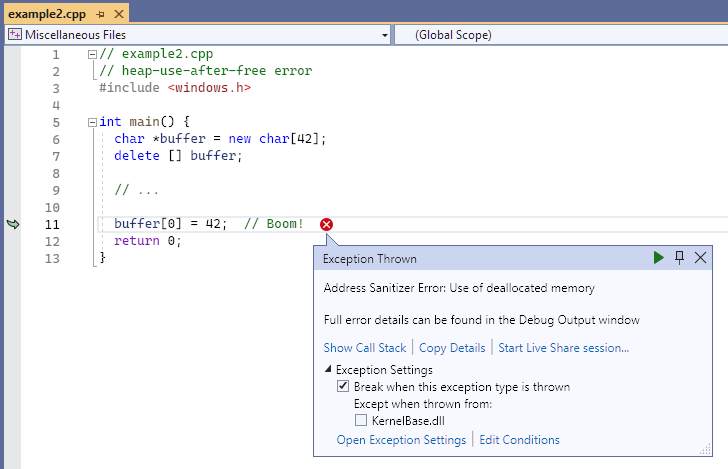 example2.cpp
Miscellaneous Files
(Global Scope)
1 // example2.cpp
2 // heap-use-after-free error
3 #include <windows.h>
4
5 int main() {
6 char *buffer = new char[42];
7 delete [] buffer;
8
9 // ...
10
11 buffer[0] = 42; // Boom!
12 return 0;
13 }
Exception Thrown
Address Sanitizer Error: Use of deallocated memory
Full error details can be found in the Debug Output window
Show Call Stack | Copy Details | Start Live Share session...
Exception Settings
Break when this exception type is thrown
Except when thrown from:
KernelBase.dll
Open Exception Settings | Edit Conditions